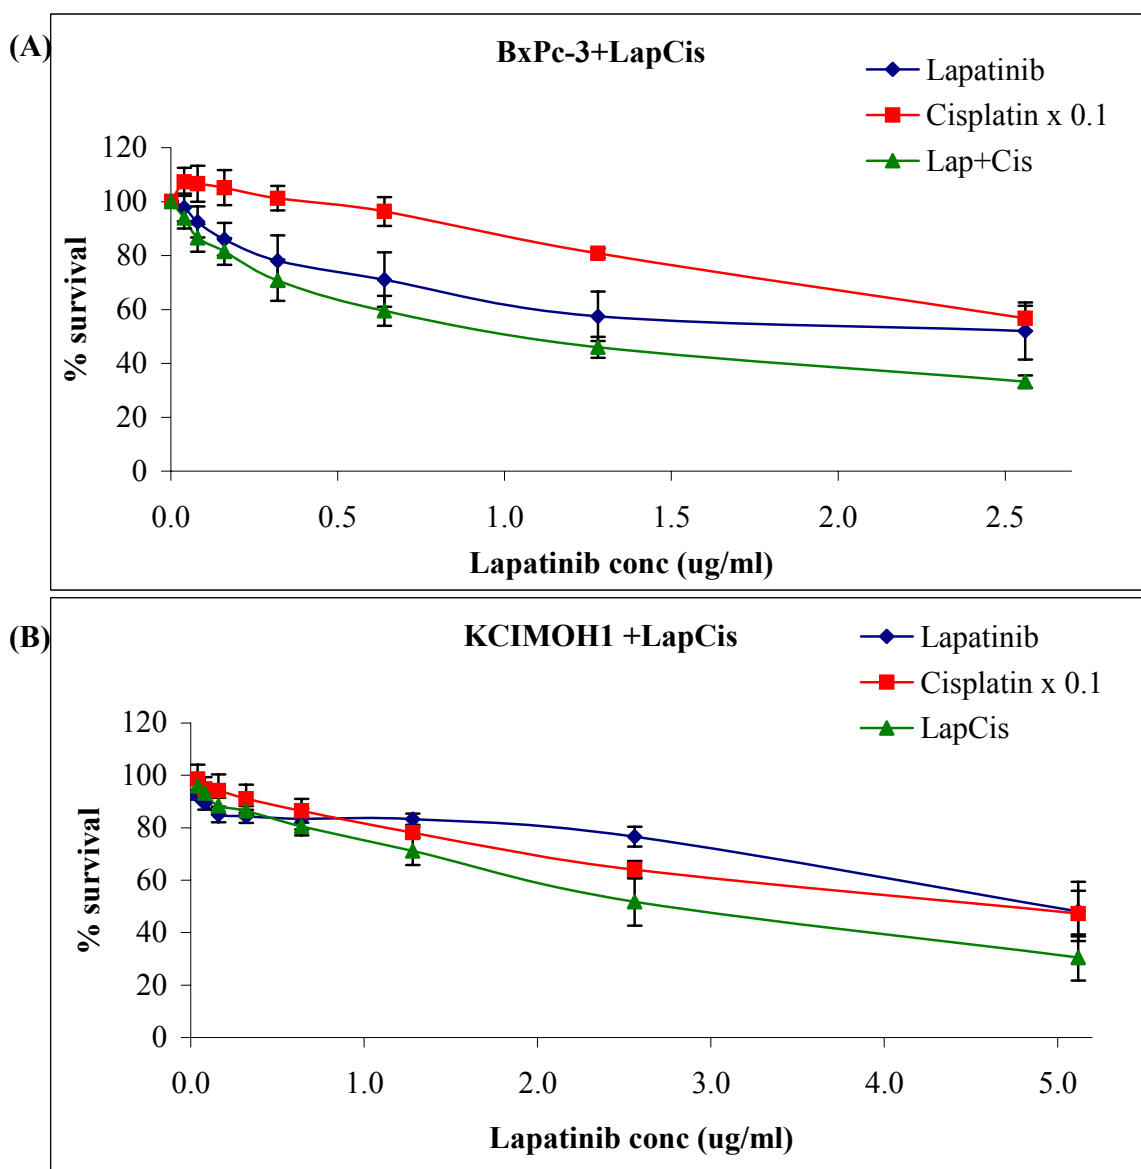 (A)
BxPc-3+LapCis
Lapatinib
Cisplatin x 0.1
Lap+Cis
120
100
80
60
40
20
0
% survival
0.0 0.5 1.0 1.5 2.0 2.5
Lapatinib conc (ug/ml)
(B)
KCIMOH1 +LapCis
Lapatinib
Cisplatin x 0.1
LapCis
120
100
80
60
40
20
0
% survival
0.0 1.0 2.0 3.0 4.0 5.0
Lapatinib conc (ug/ml)